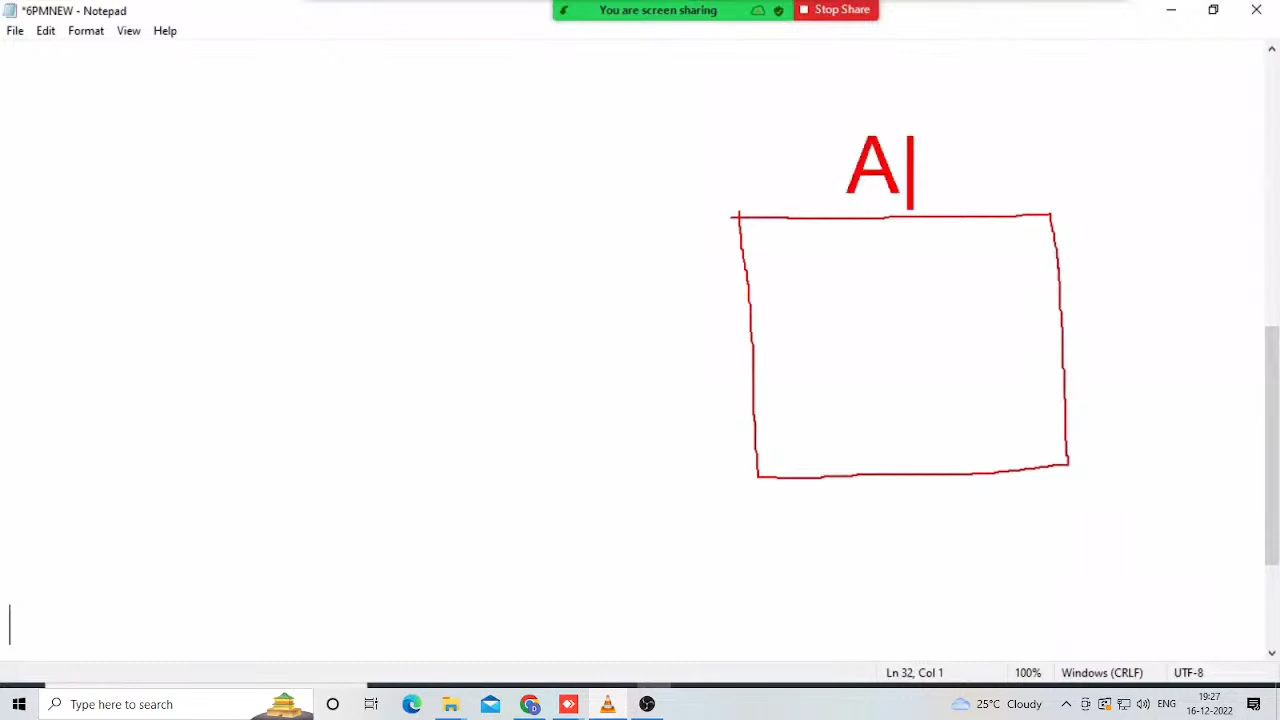 *6PMNEW - Notepad
You are screen sharing
Stop Share
File Edit Format View Help
A
Ln 32, Col 1
100%
Windows (CRLF)
UTF-8
Type here to search
25°C Cloudy
ENG
19:27
16-12-2022